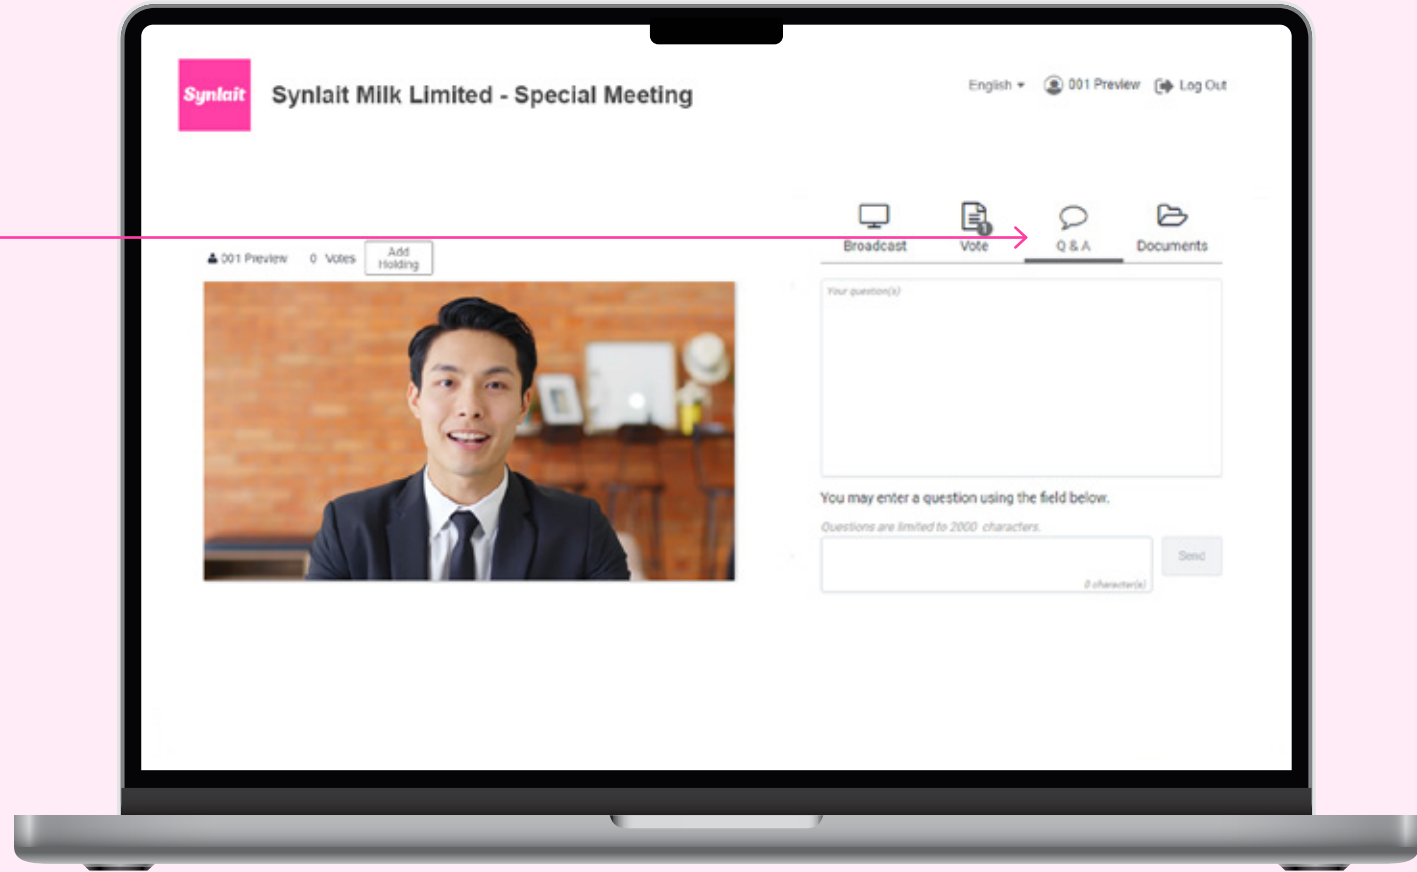 Synlait
Synlait Milk Limited - Special Meeting
English
001 Preview
Log Out
Broadcast
1
Vote
Q & A
Documents
001 Preview
0 Votes
Add
Holding
Your question(s)
You may enter a question using the field below.
Questions are limited to 2000 characters.
Send
0 character(s)